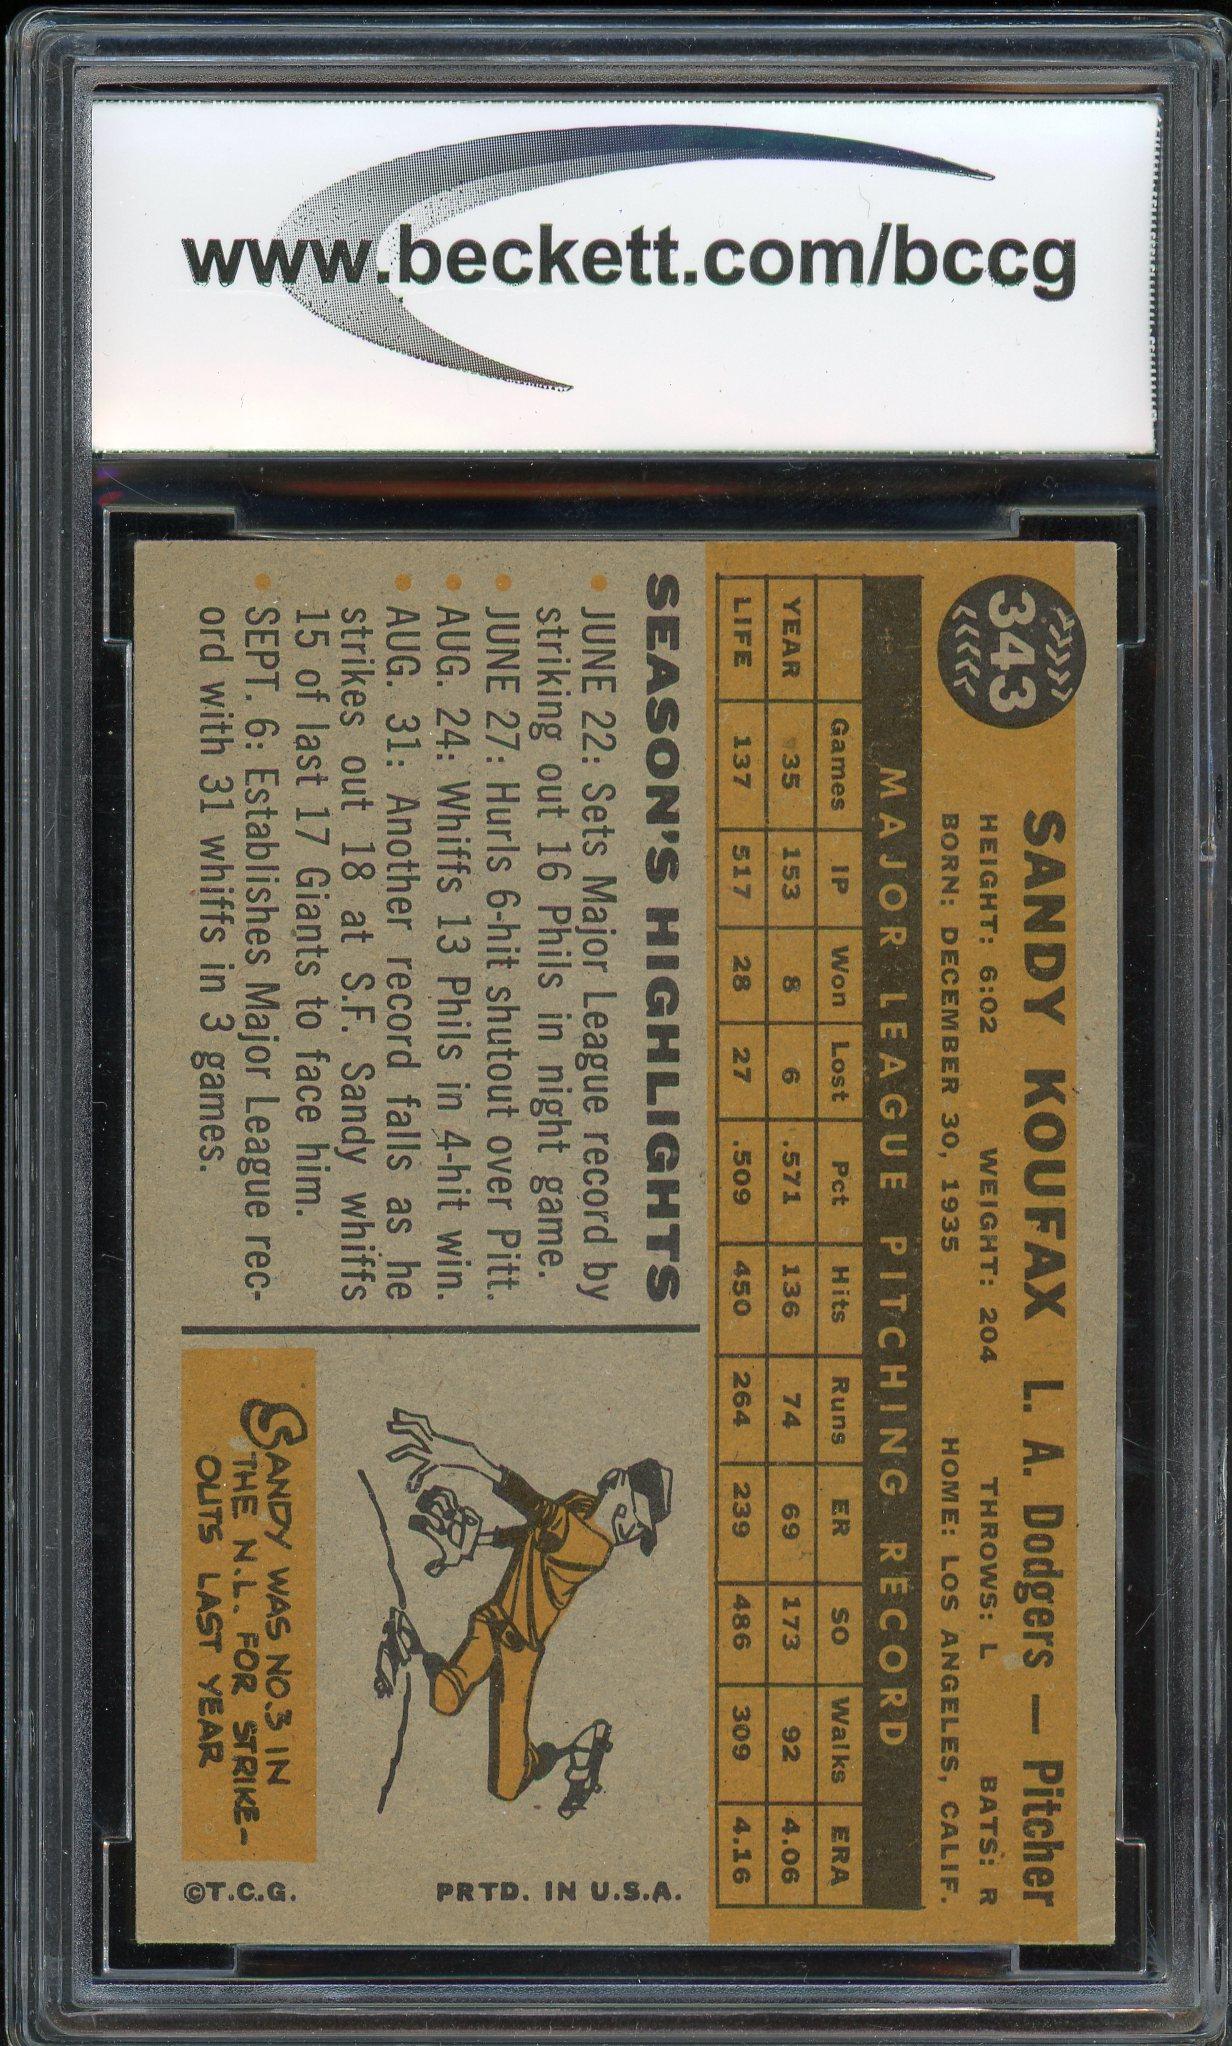 www.beckett.com/bccg
343
SANDY KOUFAX L. A. Dodgers — Pitcher
HEIGHT: 6:02 WEIGHT: 204 THROWS: L BATS: R
BORN: DECEMBER 30, 1935 HOME: LOS ANGELES, CALIF.
MAJOR LEAGUE PITCHING RECORD
Games IP Won Lost Pct Hits Runs ER SO Walks ERA
YEAR 35 153 8 6 .571 136 74 69 173 92 4.06
LIFE 137 517 28 27 .509 450 264 239 486 309 4.16
SEASON'S HIGHLIGHTS
• JUNE 22: Sets Major League record by
striking out 16 Phils in night game.
• JUNE 27: Hurls 6-hit shutout over Pitt.
• AUG. 24: Whiffs 13 Phils in 4-hit win.
• AUG. 31: Another record falls as he
strikes out 18 at S.F. Sandy whiffs
15 of last 17 Giants to face him.
• SEPT. 6: Establishes Major League rec-
ord with 31 whiffs in 3 games.
SANDY WAS NO.3 IN
THE N.L. FOR STRIKE-
OUTS LAST YEAR
PRTD. IN U.S.A.
©T.C.G.